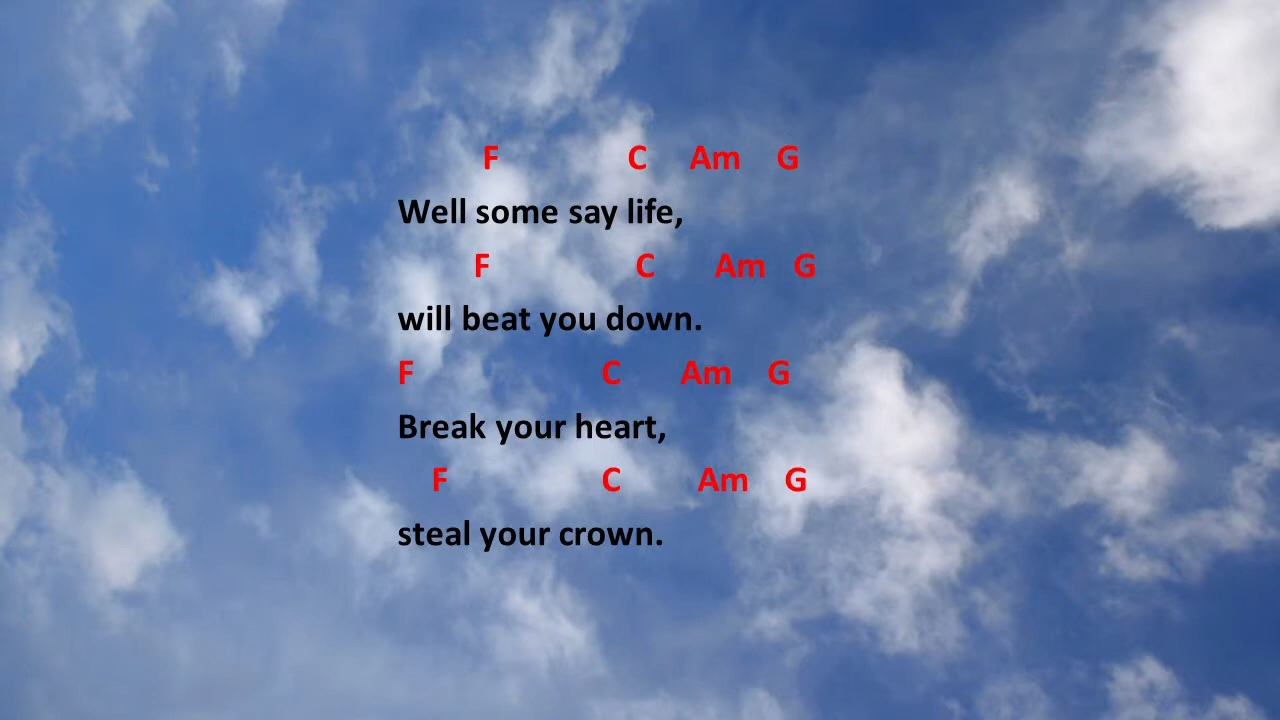 F C Am G
Well some say life,
F C Am G
will beat you down.
F C Am G
Break your heart,
F C Am G
steal your crown.